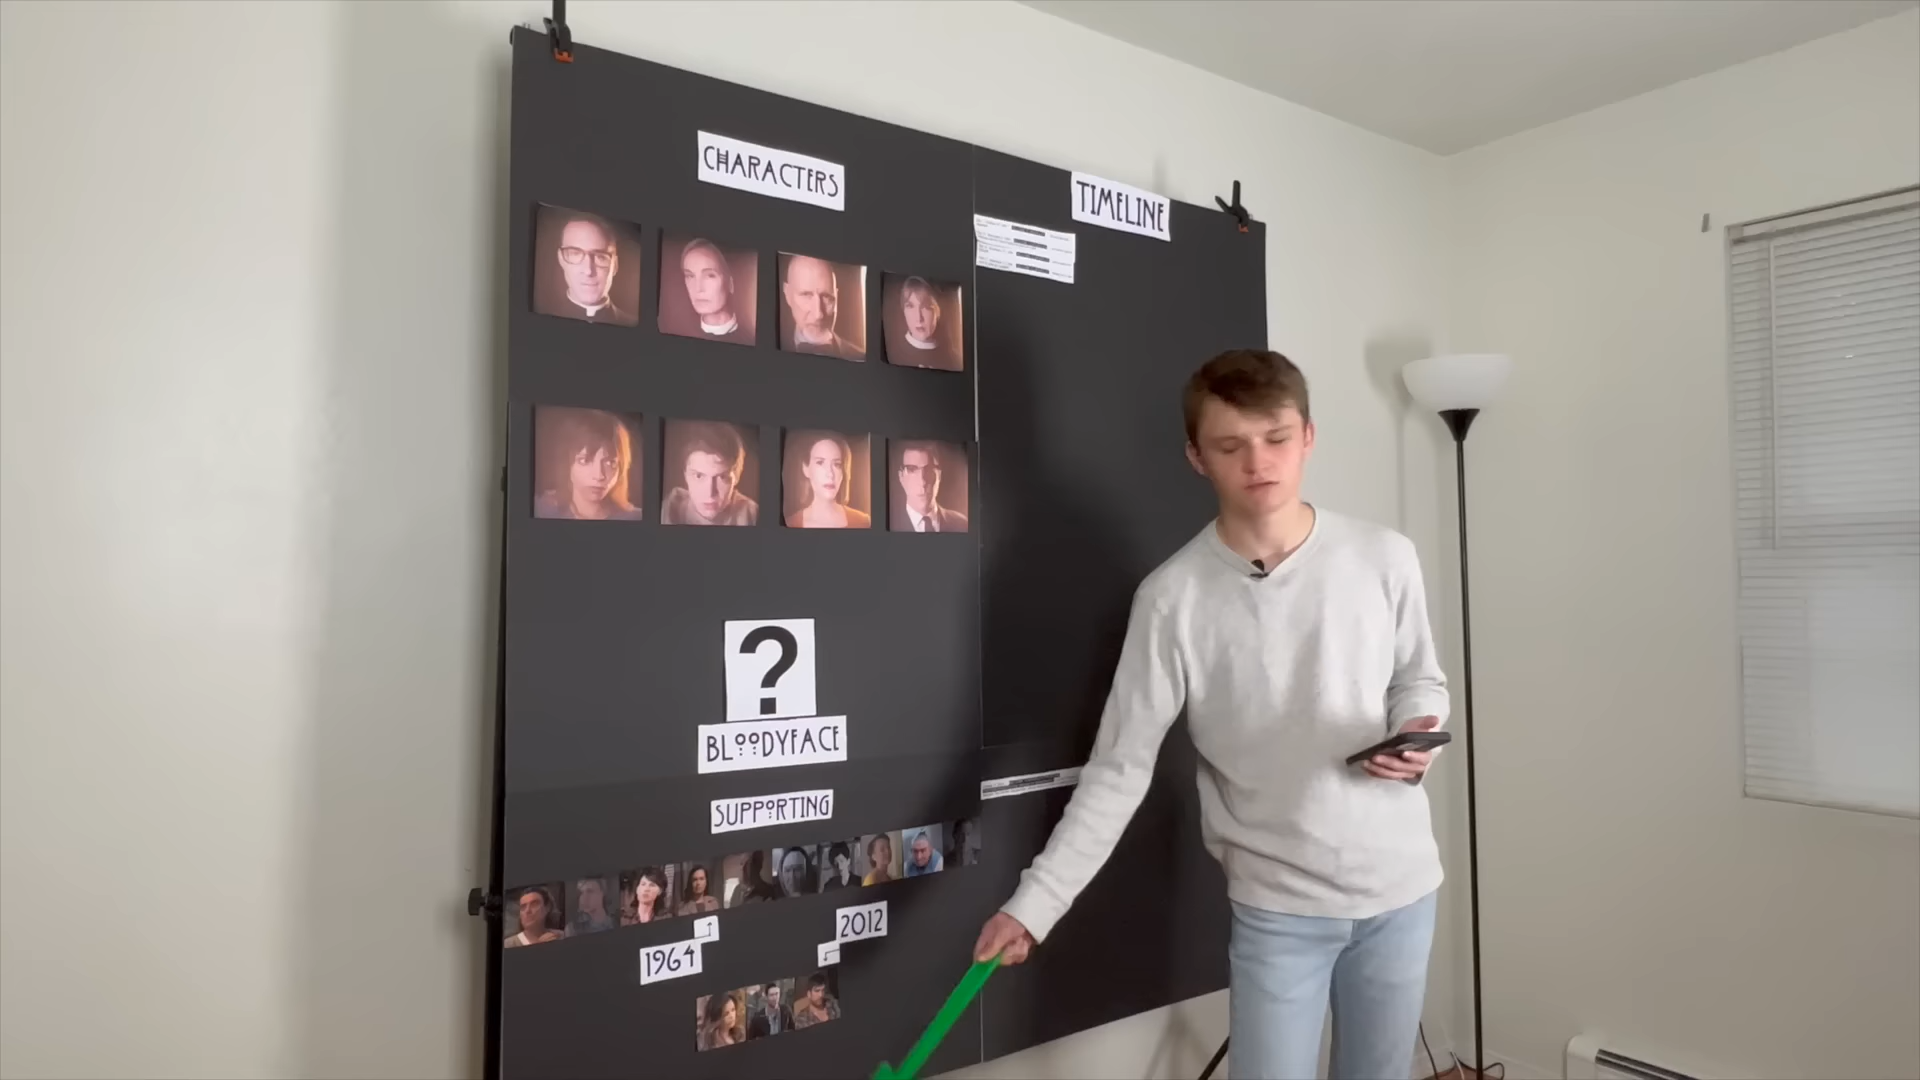 CHARACTERS
TIMELINE
?
BLOODYFACE
SUPPORTING
1964
2012